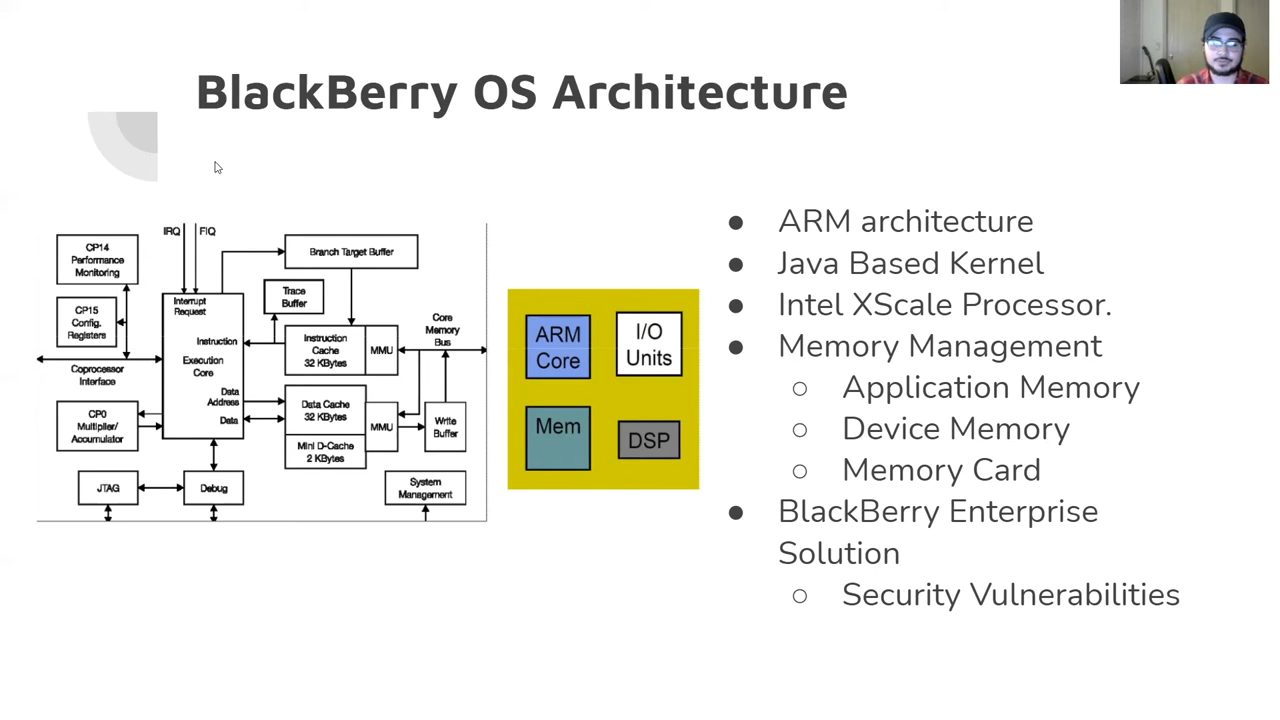 BlackBerry OS Architecture
IRQ
FIQ
CP14
Performance
Monitoring
Branch Target Buffer
Trace
Buffer
CP15
Config.
Registers
Interrupt
Request
Instruction
Execution
Core
Data
Address
Data
Instruction
Cache
32 KBytes
MMU
Core
Memory
Bus
Coprocessor
Interface
CP0
Multiplier/
Accumulator
Data Cache
32 KBytes
Mini D-Cache
2 KBytes
MMU
Write
Buffer
JTAG
Debug
System
Management
ARM
Core
I/O
Units
Mem
DSP
● ARM architecture
● Java Based Kernel
● Intel XScale Processor.
● Memory Management
○ Application Memory
○ Device Memory
○ Memory Card
● BlackBerry Enterprise
Solution
○ Security Vulnerabilities